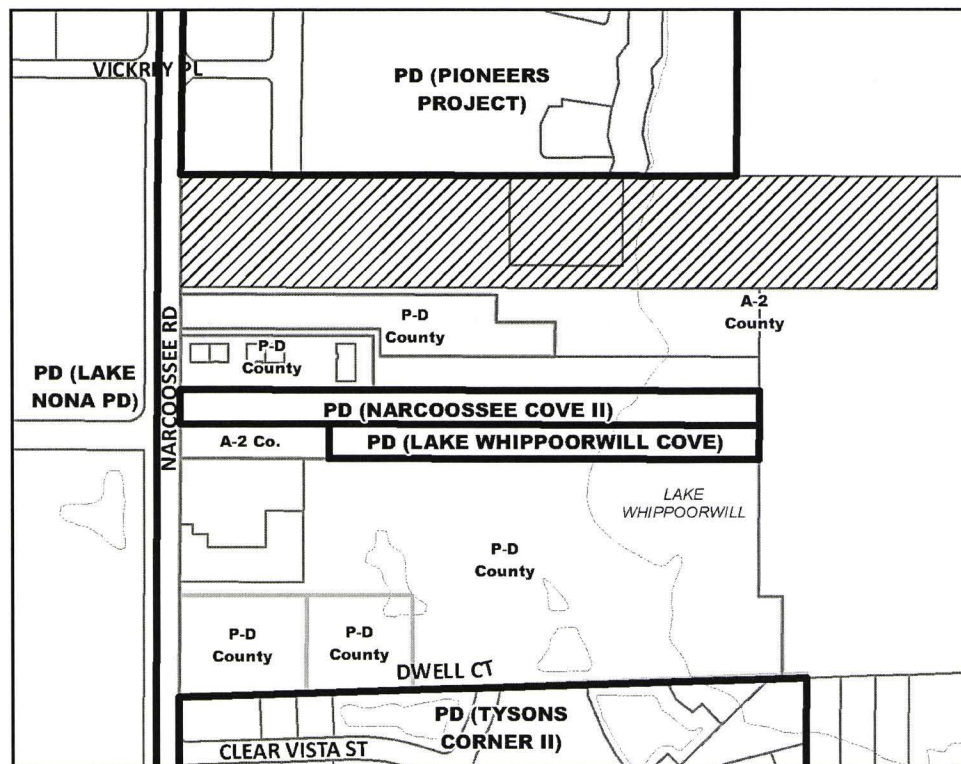 VICKREY PL
PD (PIONEERS
PROJECT)
A-2
County
P-D
County
P-D
County
NARCOOSSEE RD
PD (LAKE
NONA PD)
PD (NARCOOSSEE COVE II)
A-2 Co.
PD (LAKE WHIPPOORWILL COVE)
LAKE
WHIPPOORWILL
P-D
County
P-D
County
P-D
County
DWELL CT
PD (TYSONS
CORNER II)
CLEAR VISTA ST